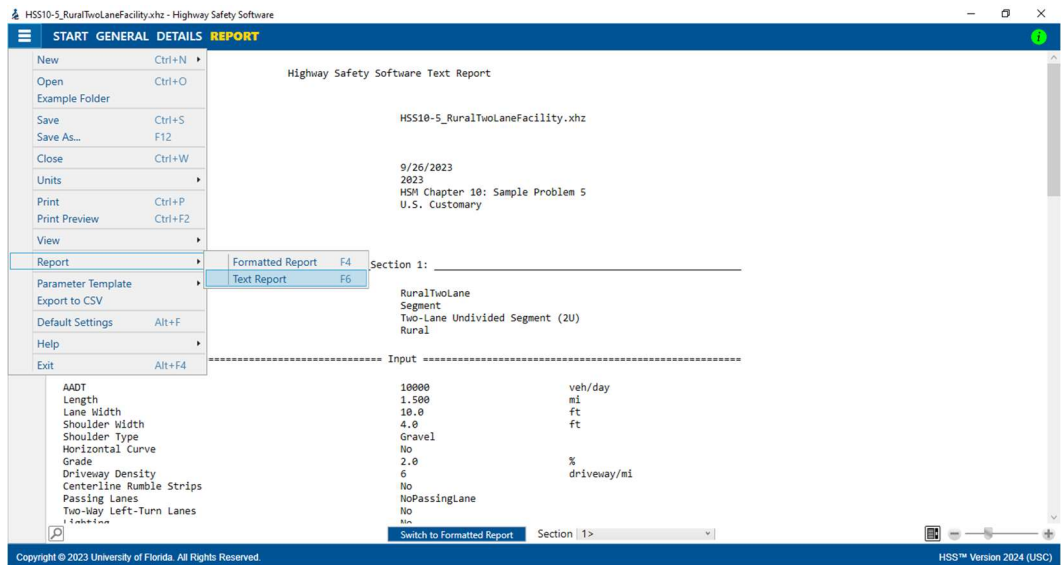 HSS10-5_RuralTwoLaneFacility.xhz - Highway Safety Software
START GENERAL DETAILS REPORT
New Ctrl+N
Open Ctrl+O
Example Folder
Save Ctrl+S
Save As... F12
Close Ctrl+W
Units
Print Ctrl+P
Print Preview Ctrl+F2
View
Report
Parameter Template
Export to CSV
Default Settings Alt+F
Help
Exit Alt+F4
Formatted Report F4
Text Report F6
Highway Safety Software Text Report
HSS10-5_RuralTwoLaneFacility.xhz
9/26/2023
2023
HSM Chapter 10: Sample Problem 5
U.S. Customary
Section 1:
RuralTwoLane
Segment
Two-Lane Undivided Segment (2U)
Rural
Input
AADT 10000 veh/day
Length 1.500 mi
Lane Width 10.0 ft
Shoulder Width 4.0 ft
Shoulder Type Gravel
Horizontal Curve No
Grade 2.0 %
Driveway Density 6 driveway/mi
Centerline Rumble Strips No
Passing Lanes NoPassingLane
Two-Way Left-Turn Lanes No
Lighting No
Switch to Formatted Report Section 1>
Copyright © 2023 University of Florida. All Rights Reserved. HSS™ Version 2024 (USC)